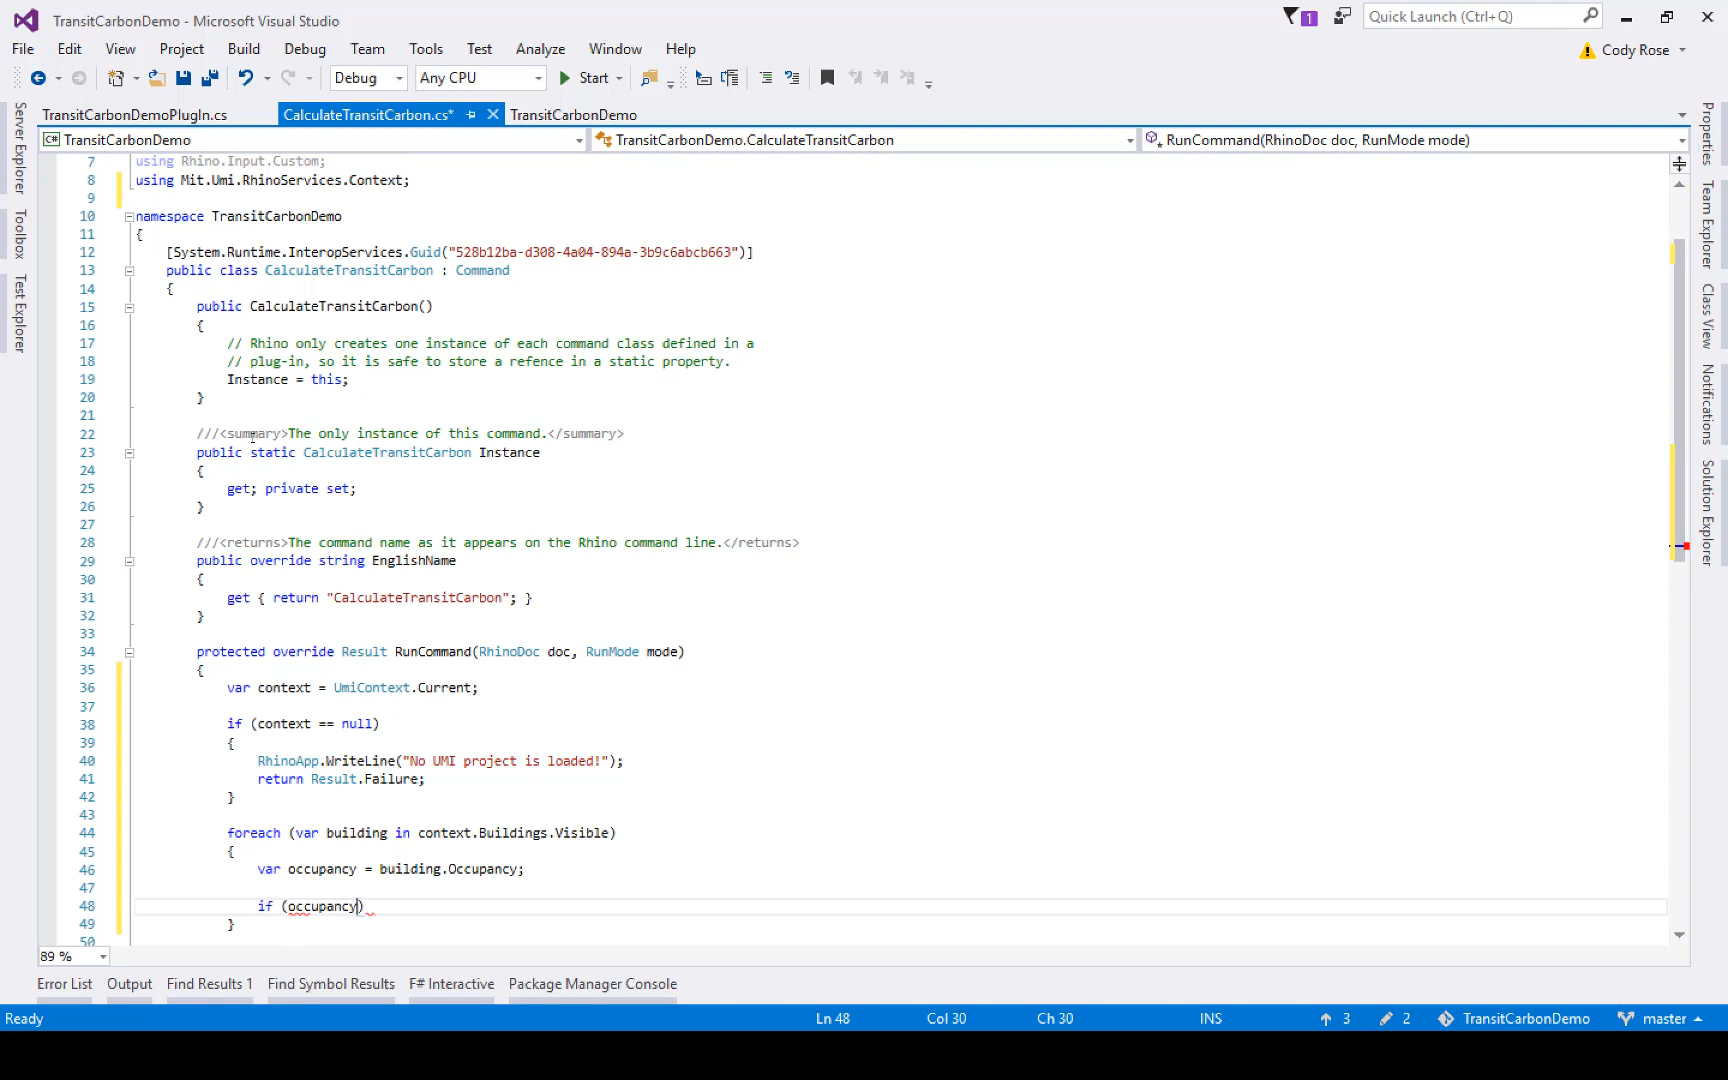 TransitCarbonDemo - Microsoft Visual Studio
1
Quick Launch (Ctrl+Q)
File Edit View Project Build Debug Team Tools Test Analyze Window Help
Cody Rose
Debug Any CPU Start
TransitCarbonDemoPlugIn.cs CalculateTransitCarbon.cs* TransitCarbonDemo
C# TransitCarbonDemo TransitCarbonDemo.CalculateTransitCarbon RunCommand(RhinoDoc doc, RunMode mode)
Server Explorer
Toolbox
Test Explorer
7 using Rhino.Input.Custom;
8 using Mit.Umi.RhinoServices.Context;
9
10 namespace TransitCarbonDemo
11 {
12 [System.Runtime.InteropServices.Guid("528b12ba-d308-4a04-894a-3b9c6abcb663")]
13 public class CalculateTransitCarbon : Command
14 {
15 public CalculateTransitCarbon()
16 {
17 // Rhino only creates one instance of each command class defined in a
18 // plug-in, so it is safe to store a refence in a static property.
19 Instance = this;
20 }
21
22 ///<summary>The only instance of this command.</summary>
23 public static CalculateTransitCarbon Instance
24 {
25 get; private set;
26 }
27
28 ///<returns>The command name as it appears on the Rhino command line.</returns>
29 public override string EnglishName
30 {
31 get { return "CalculateTransitCarbon"; }
32 }
33
34 protected override Result RunCommand(RhinoDoc doc, RunMode mode)
35 {
36 var context = UmiContext.Current;
37
38 if (context == null)
39 {
40 RhinoApp.WriteLine("No UMI project is loaded!");
41 return Result.Failure;
42 }
43
44 foreach (var building in context.Buildings.Visible)
45 {
46 var occupancy = building.Occupancy;
47
48 if (occupancy)
49 }
50
Properties
Team Explorer
Class View
Notifications
Solution Explorer
89 %
Error List Output Find Results 1 Find Symbol Results F# Interactive Package Manager Console
Ready Ln 48 Col 30 Ch 30 INS 3 2 TransitCarbonDemo master